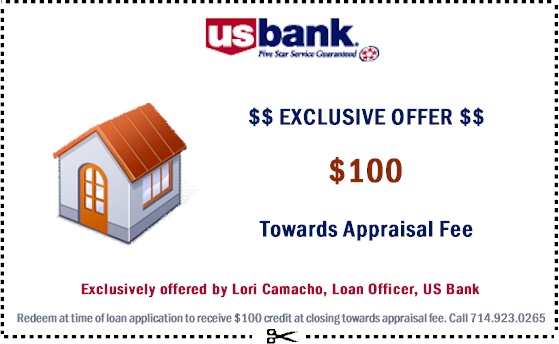 usbank.
Five Star Service Guaranteed
$$ EXCLUSIVE OFFER $$
$100
Towards Appraisal Fee
Exclusively offered by Lori Camacho, Loan Officer, US Bank
Redeem at time of loan application to receive $100 credit at closing towards appraisal fee. Call 714.923.0265